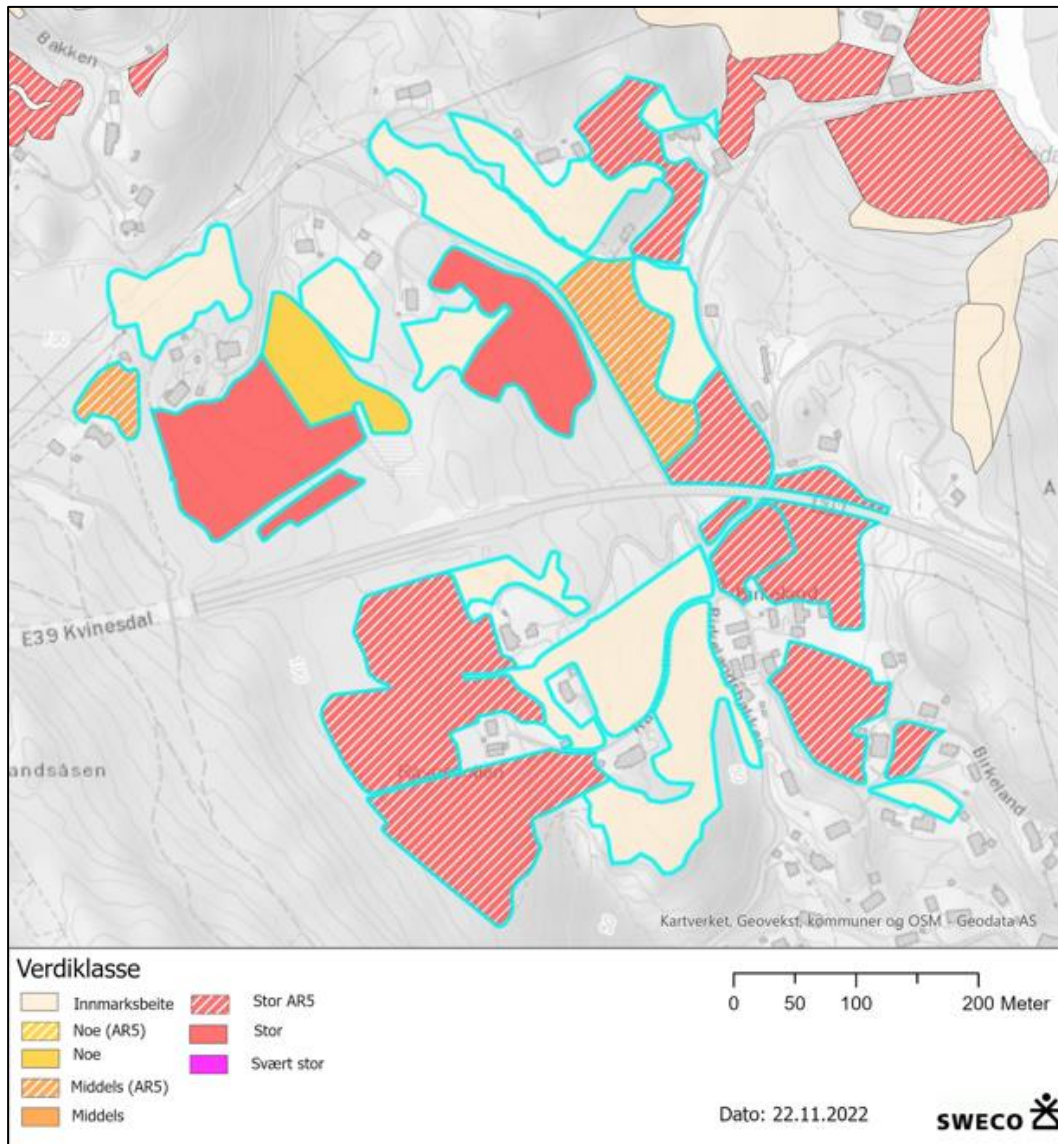 Bakken
E39 Kvinesdal
andsåsen
Birkeland
A
Kartverket, Geovekst, kommuner og OSM - Geodata AS
Verdiklasse
Innmarksbeite
Noe (AR5)
Noe
Middels (AR5)
Middels
Stor AR5
Stor
Svært stor
0 50 100 200 Meter
Dato: 22.11.2022
SWECO